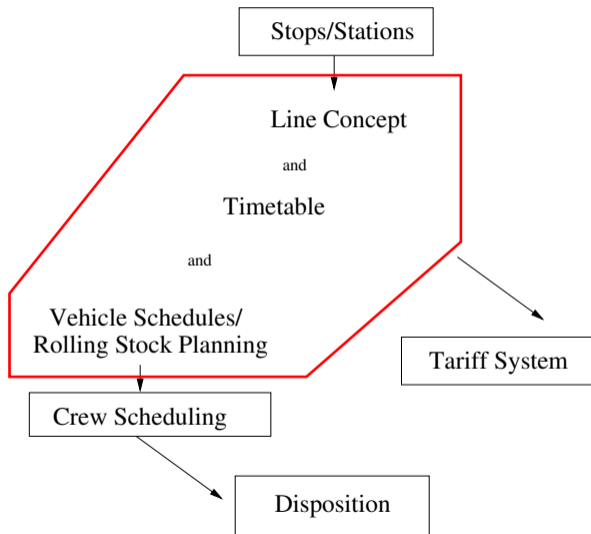 Stops/Stations
Line Concept
and
Timetable
and
Vehicle Schedules/
Rolling Stock Planning
Tariff System
Crew Scheduling
Disposition